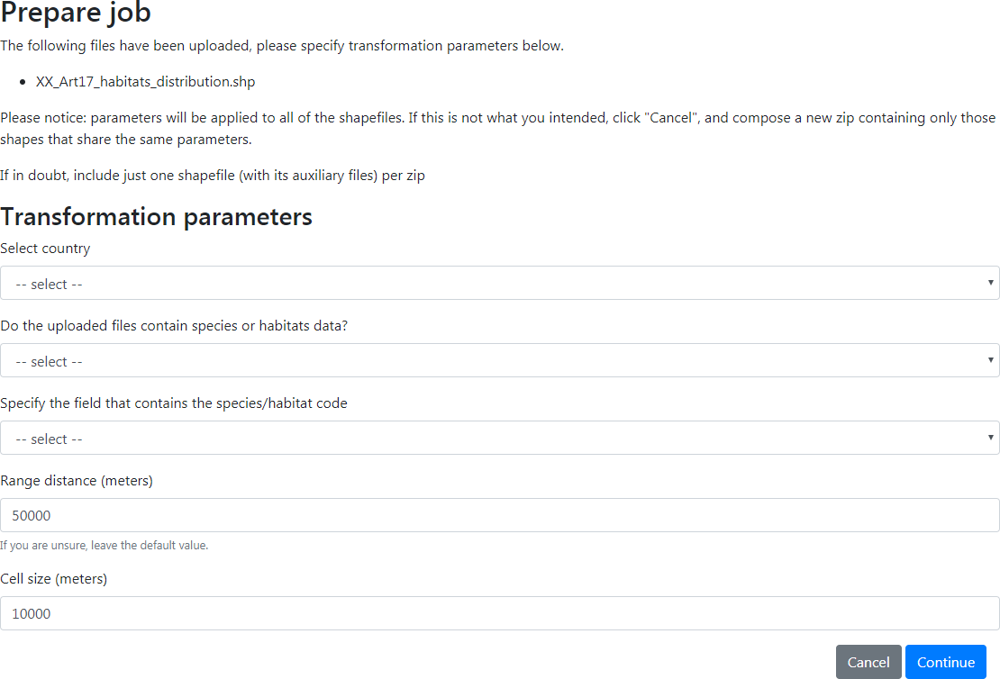 Prepare job
The following files have been uploaded, please specify transformation parameters below.
XX_Art17_habitats_distribution.shp
Please notice: parameters will be applied to all of the shapefiles. If this is not what you intended, click "Cancel", and compose a new zip containing only those
shapes that share the same parameters.
If in doubt, include just one shapefile (with its auxiliary files) per zip
Transformation parameters
Select country
-- select --
Do the uploaded files contain species or habitats data?
-- select --
Specify the field that contains the species/habitat code
-- select --
Range distance (meters)
50000
If you are unsure, leave the default value.
Cell size (meters)
10000
Cancel Continue